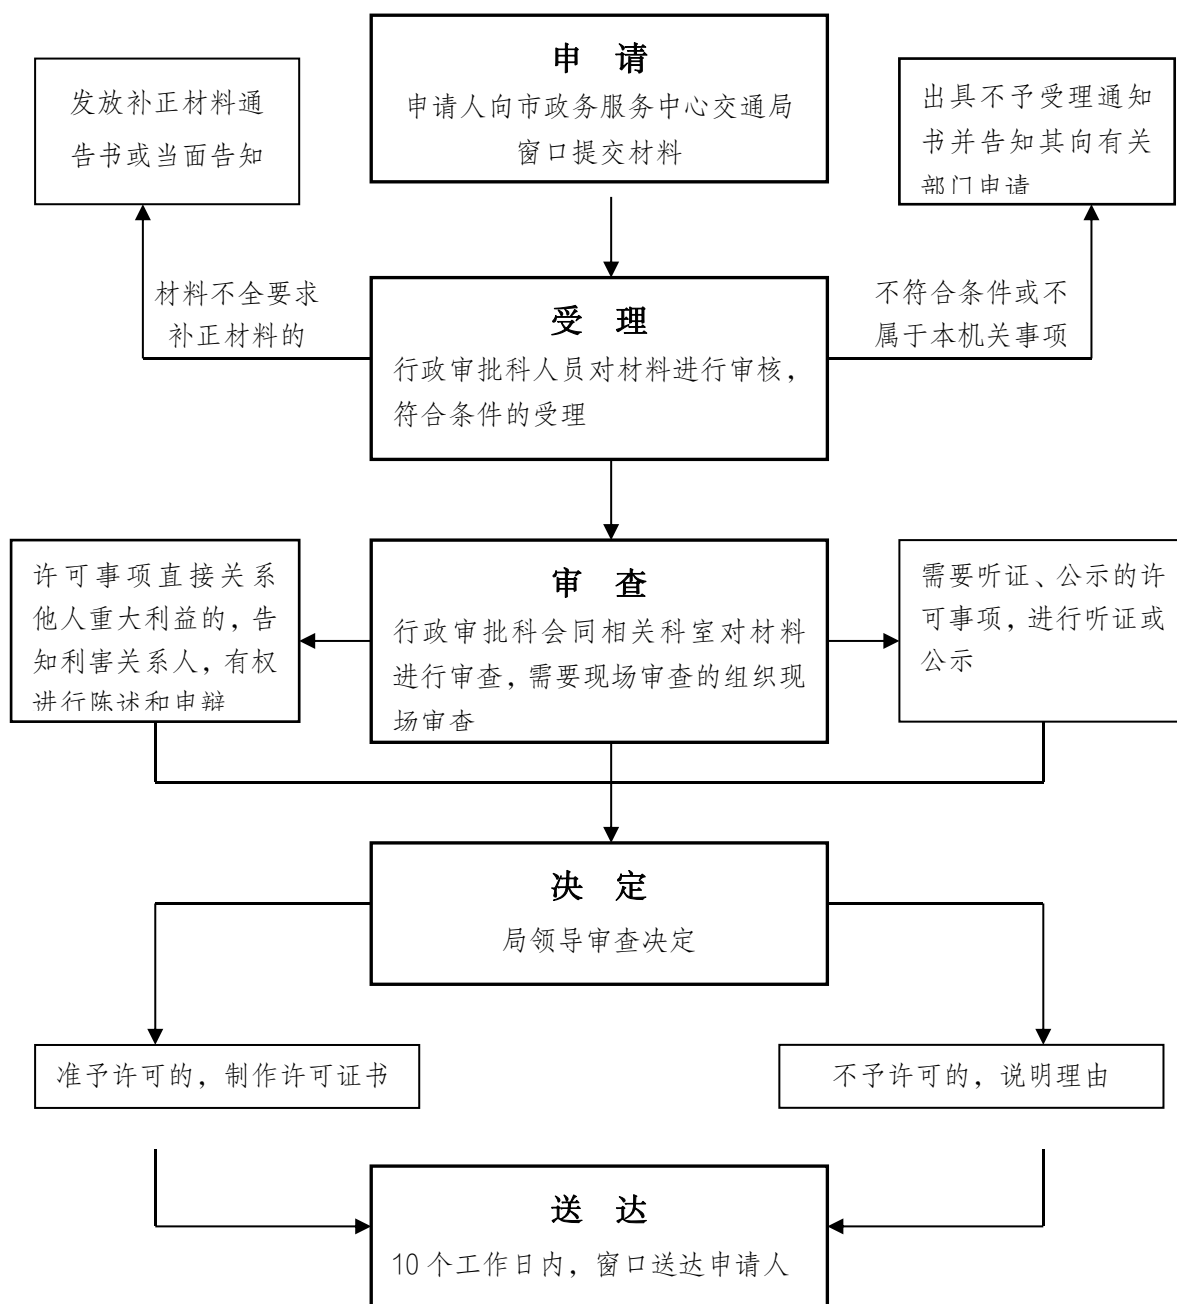 申 请
申请人向市政务服务中心交通局
窗口提交材料
发放补正材料通
告书或当面告知
出具不予受理通知
书并告知其向有关
部门申请
材料不全要求
补正材料的
不符合条件或不
属于本机关事项
受 理
行政审批科人员对材料进行审核，
符合条件的受理
许可事项直接关系
他人重大利益的，告
知利害关系人，有权
进行陈述和申辩
审 查
行政审批科会同相关科室对材料
进行审查，需要现场审查的组织现
场审查
需要听证、公示的许
可事项，进行听证或
公示
决 定
局领导审查决定
准予许可的，制作许可证书
不予许可的，说明理由
送 达
10个工作日内，窗口送达申请人